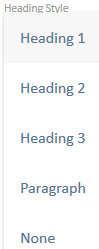 Heading Style
Heading 1
Heading 2
Heading 3
Paragraph
None